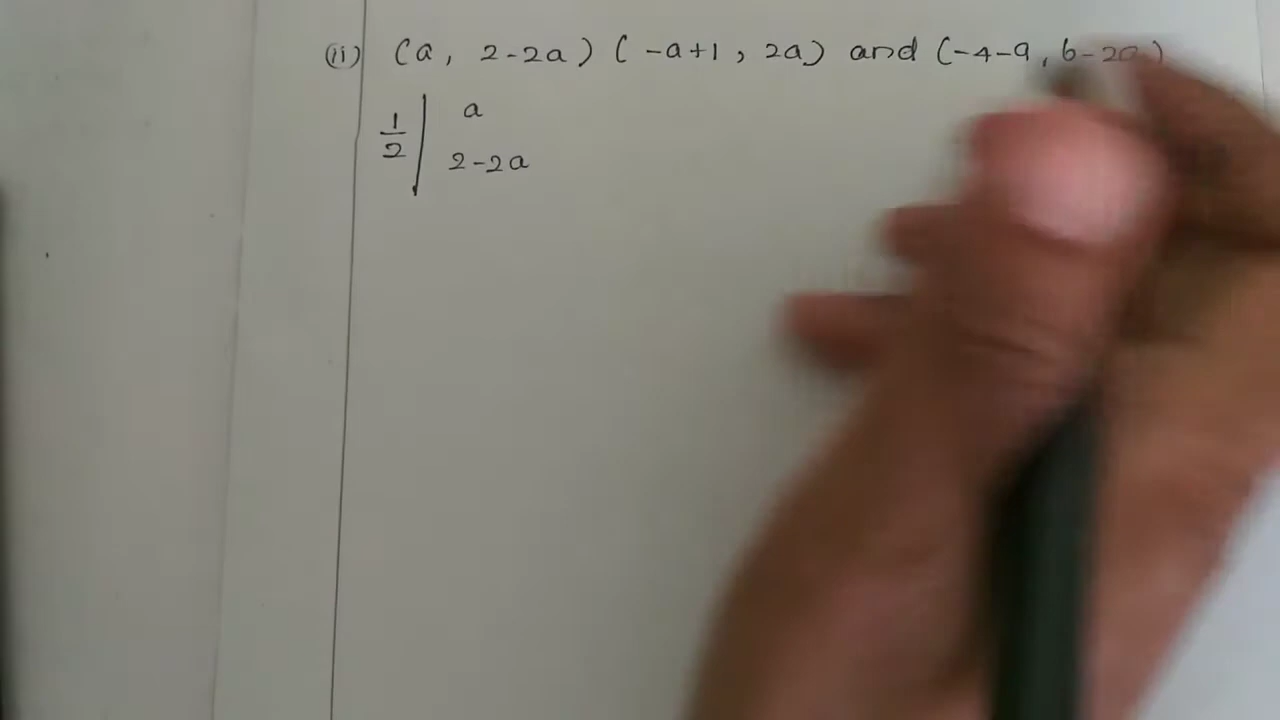 (ii) (a, 2-2a) (-a+1, 2a) and (-4-a, 6-2a)
1/2 | a
2-2a